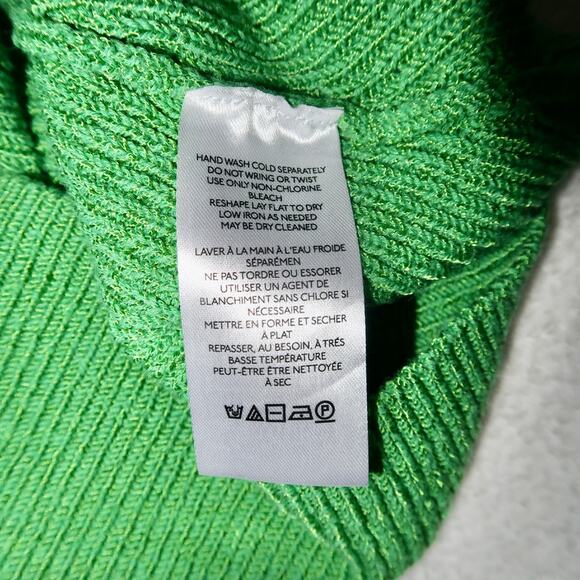 HAND WASH COLD SEPARATELY
DO NOT WRING OR TWIST
USE ONLY NON-CHLORINE
BLEACH
RESHAPE LAY FLAT TO DRY
LOW IRON AS NEEDED
MAY BE DRY CLEANED
LAVER À LA MAIN À L'EAU FROIDE
SÉPARÉMEN
NE PAS TORDRE OU ESSORER
UTILISER UN AGENT DE
BLANCHIMENT SANS CHLORE SI
NÉCESSAIRE
METTRE EN FORME ET SECHER
À PLAT
REPASSER, AU BESOIN, À TRÉS
BASSE TEMPÉRATURE
PEUT-ÊTRE ÊTRE NETTOYÉE
À SEC
P